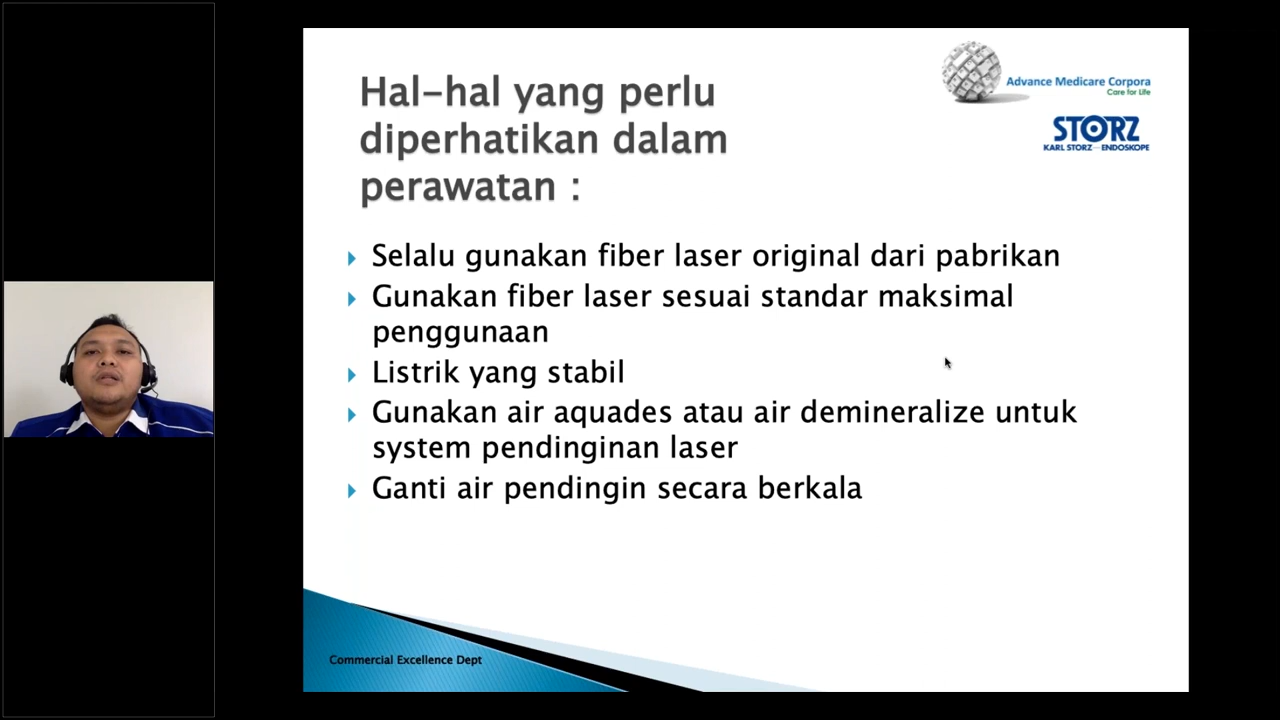 Hal-hal yang perlu
diperhatikan dalam
perawatan :
Advance Medicare Corpora
Care for Life
STORZ
KARL STORZ—ENDOSKOPE
Selalu gunakan fiber laser original dari pabrikan
Gunakan fiber laser sesuai standar maksimal
penggunaan
Listrik yang stabil
Gunakan air aquades atau air demineralize untuk
system pendinginan laser
Ganti air pendingin secara berkala
Commercial Excellence Dept